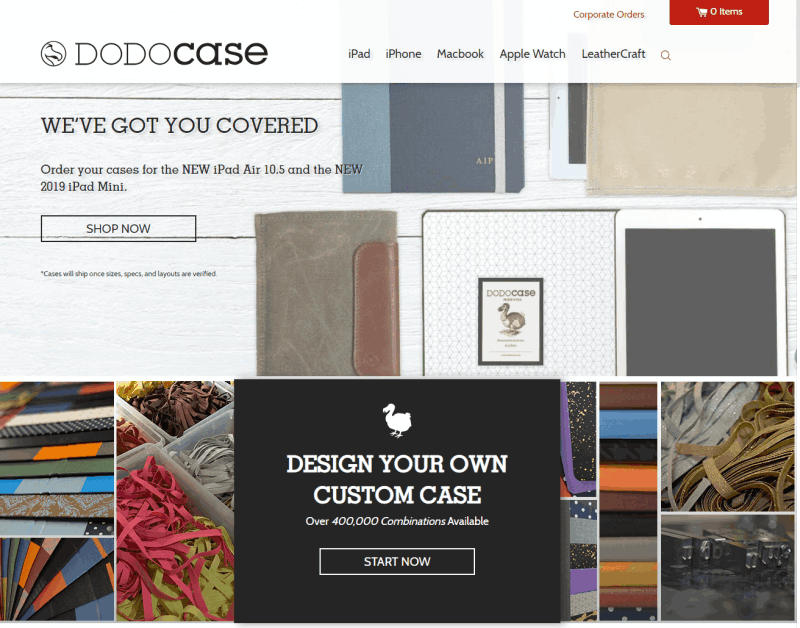 Corporate Orders
0 Items
DODOcase
iPad iPhone Macbook Apple Watch LeatherCraft
WE'VE GOT YOU COVERED
Order your cases for the NEW iPad Air 10.5 and the NEW
2019 iPad Mini.
SHOP NOW
*Cases will ship once sizes, specs, and layouts are verified.
AIP
DODOcase
DESIGN YOUR OWN
CUSTOM CASE
Over 400,000 Combinations Available
START NOW